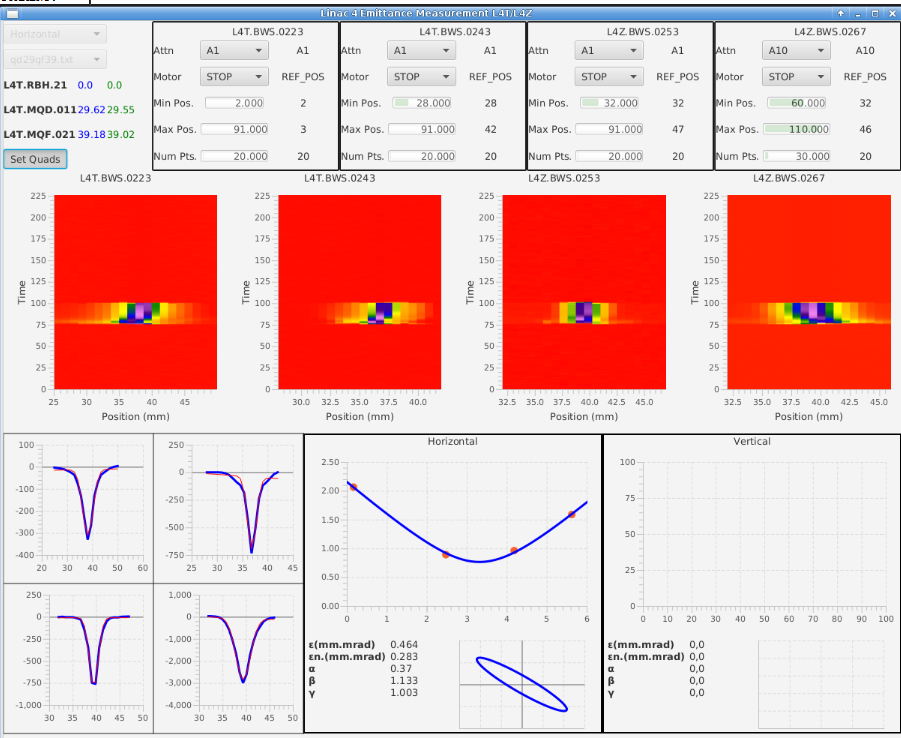 Linac 4 Emittance Measurement L4T/L4Z
Horizontal
qd29qf39.txt
L4T.RBH.21 0.0 0.0
L4T.MQD.011 29.62 29.55
L4T.MQF.021 39.18 39.02
Set Quads
L4T.BWS.0223
Attn A1 A1
Motor STOP REF_POS
Min Pos. 2.000 2
Max Pos. 91.000 3
Num Pts. 20.000 20
L4T.BWS.0243
Attn A1 A1
Motor STOP REF_POS
Min Pos. 28.000 28
Max Pos. 91.000 42
Num Pts. 20.000 20
L4Z.BWS.0253
Attn A1 A1
Motor STOP REF_POS
Min Pos. 32.000 32
Max Pos. 91.000 47
Num Pts. 20.000 20
L4Z.BWS.0267
Attn A10 A10
Motor STOP REF_POS
Min Pos. 60.000 32
Max Pos. 110.000 46
Num Pts. 30.000 20
L4T.BWS.0223
225
200
175
150
125
100
75
50
25
0
Time
25 30 35 40 45
Position (mm)
L4T.BWS.0243
225
200
175
150
125
100
75
50
25
0
Time
30.0 32.5 35.0 37.5 40.0
Position (mm)
L4Z.BWS.0253
225
200
175
150
125
100
75
50
25
0
Time
32.5 35.0 37.5 40.0 42.5 45.0
Position (mm)
L4Z.BWS.0267
225
200
175
150
125
100
75
50
25
0
Time
32.5 35.0 37.5 40.0 42.5 45.0
Position (mm)
100
0
-100
-200
-300
-400
20 30 40 50 60
250
0
-250
-500
-750
25 30 35 40 45
250
0
-250
-500
-750
-1,000
30 35 40 45 50
1,000
0
-1,000
-2,000
-3,000
-4,000
30 35 40 45 50
Horizontal
2.50
2.00
1.50
1.00
0.50
0.00
0 1 2 3 4 5 6
ε(mm.mrad) 0.464
εn.(mm.mrad) 0.283
α 0.37
β 1.133
γ 1.003
Vertical
100
75
50
25
0
0 10 20 30 40 50 60 70 80 90 100
ε(mm.mrad) 0,0
εn.(mm.mrad) 0,0
α 0,0
β 0,0
γ 0,0